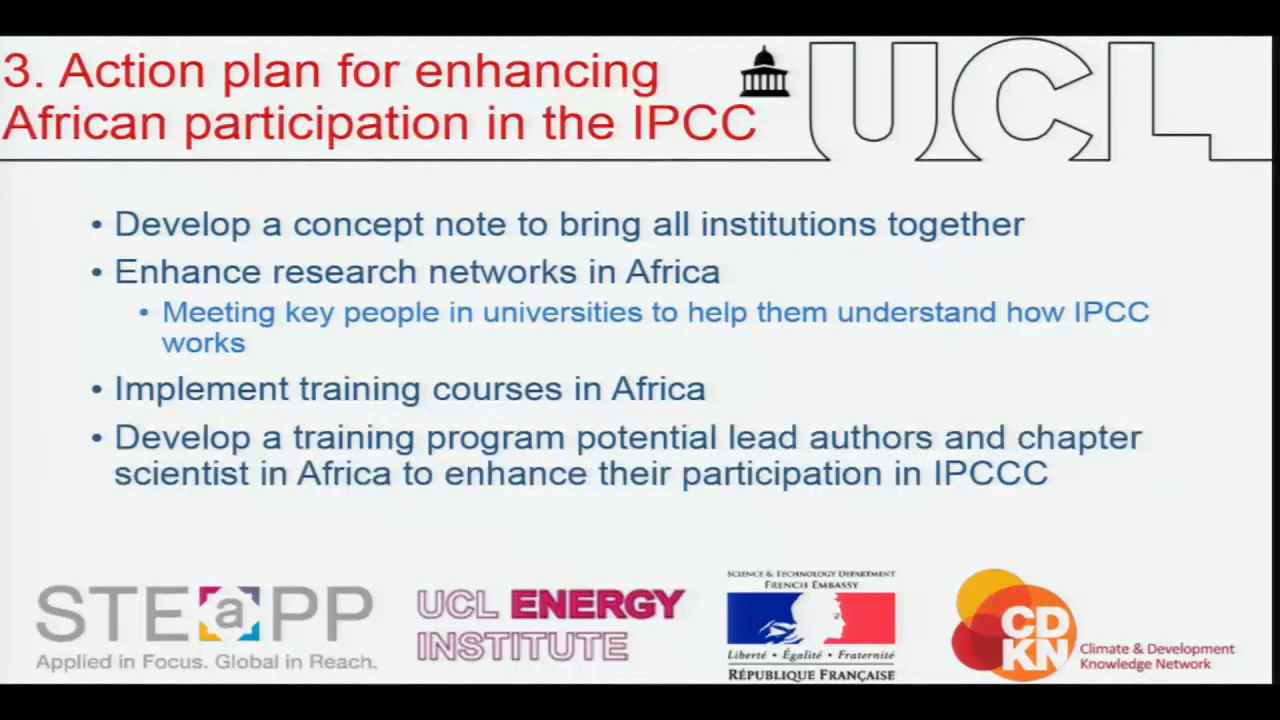 3. Action plan for enhancing
African participation in the IPCC
UCL
• Develop a concept note to bring all institutions together
• Enhance research networks in Africa
• Meeting key people in universities to help them understand how IPCC
works
• Implement training courses in Africa
• Develop a training program potential lead authors and chapter
scientist in Africa to enhance their participation in IPCCC
STEaPP
Applied in Focus. Global in Reach.
UCL ENERGY
INSTITUTE
SCIENCE & TECHNOLOGY DEPARTMENT
FRENCH EMBASSY
Liberté • Égalité • Fraternité
RÉPUBLIQUE FRANÇAISE
CD
KN
Climate & Development
Knowledge Network